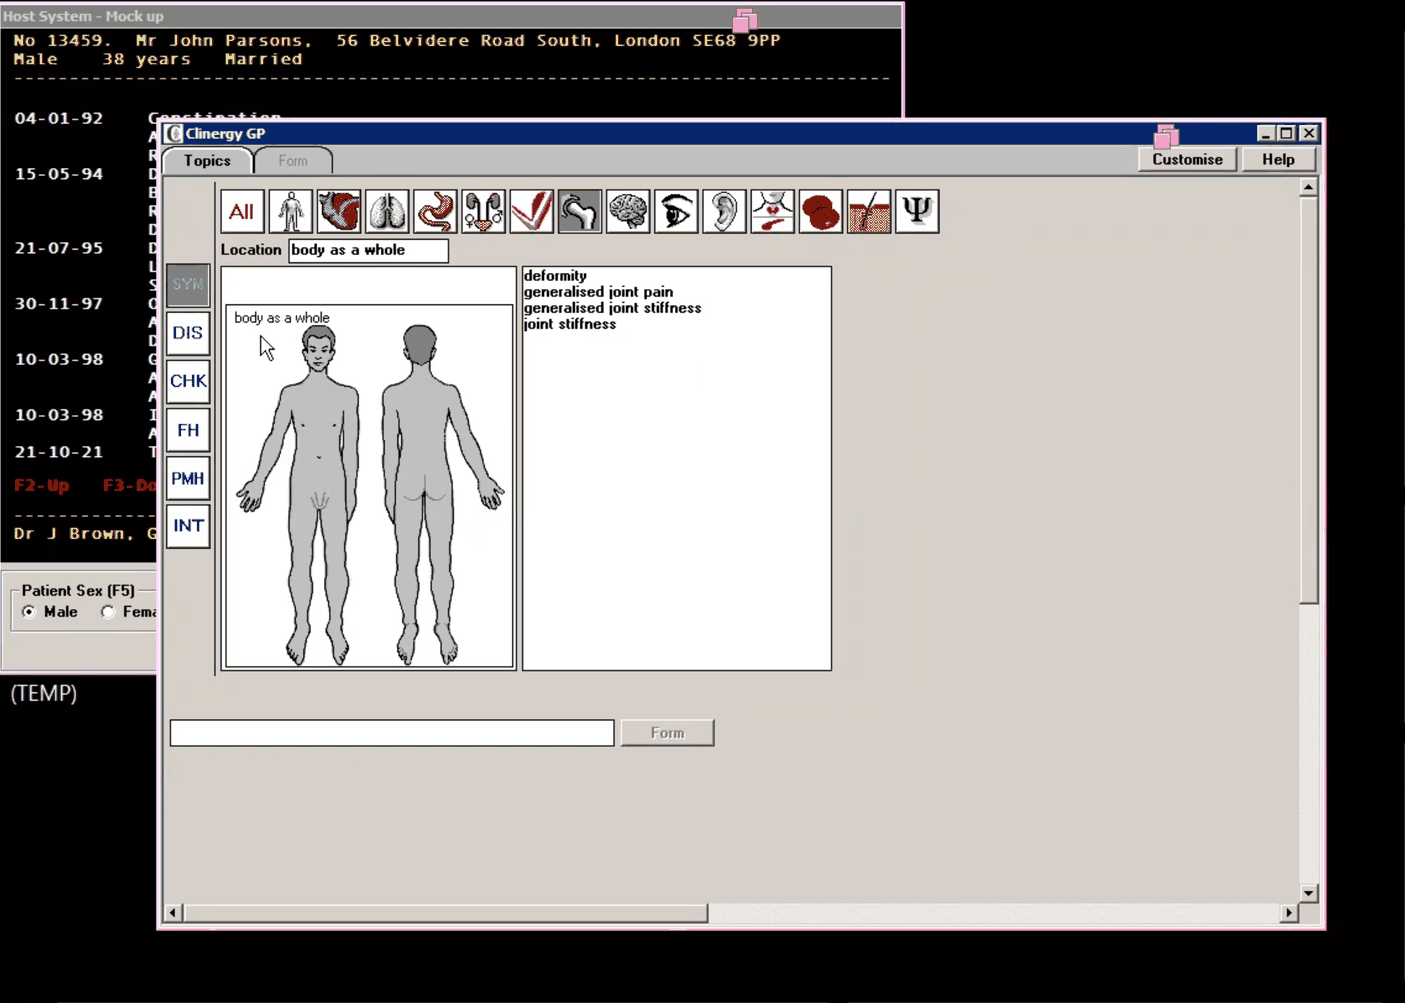 Host System - Mock up
No 13459. Mr John Parsons, 56 Belvidere Road South, London SE68 9PP
Male 38 years Married
04-01-92 Constipation
A
R
15-05-94 D
B
R
D
21-07-95 D
L
S
30-11-97 O
A
D
10-03-98 G
A
A
10-03-98 I
A
21-10-21 T
F2-Up F3-Do
Dr J Brown, G
Patient Sex (F5)
Male Fema
(TEMP)
Clinergy GP
Topics Form Customise Help
All Ψ
Location body as a whole
SYM
DIS
CHK
FH
PMH
INT
body as a whole
deformity
generalised joint pain
generalised joint stiffness
joint stiffness
Form